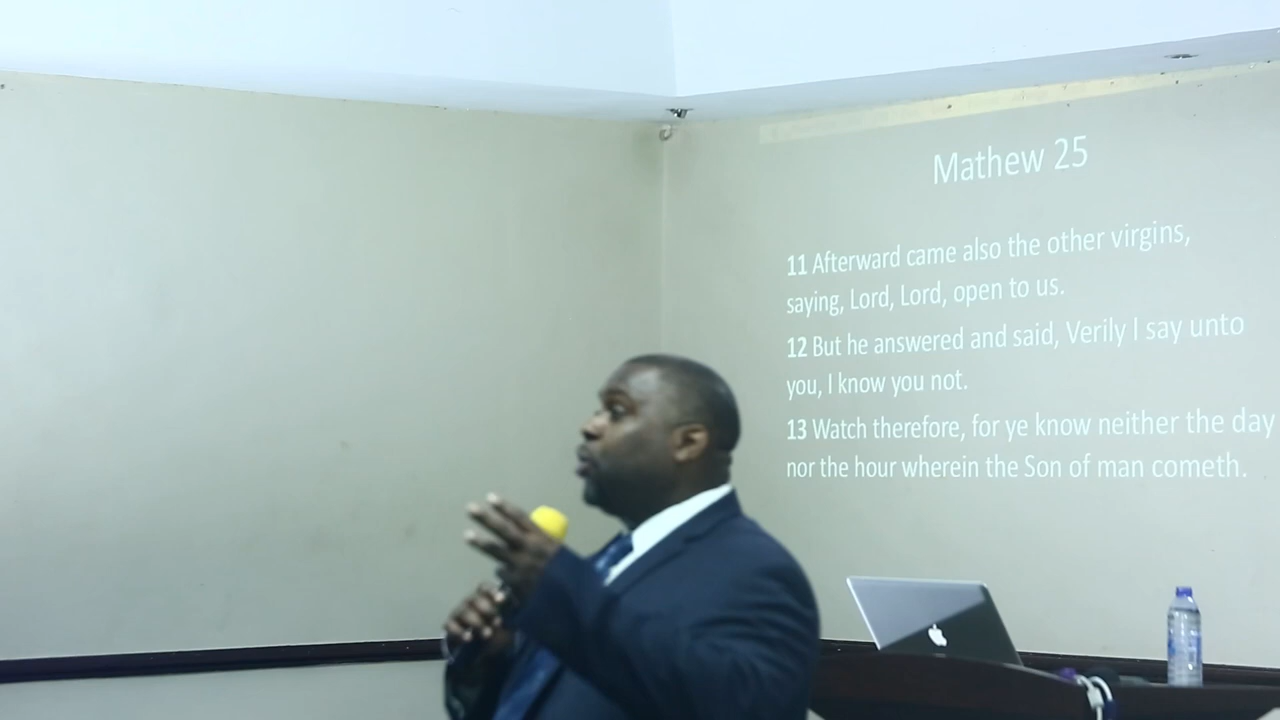 Mathew 25
11 Afterward came also the other virgins,
saying, Lord, Lord, open to us.
12 But he answered and said, Verily I say unto
you, I know you not.
13 Watch therefore, for ye know neither the day
nor the hour wherein the Son of man cometh.